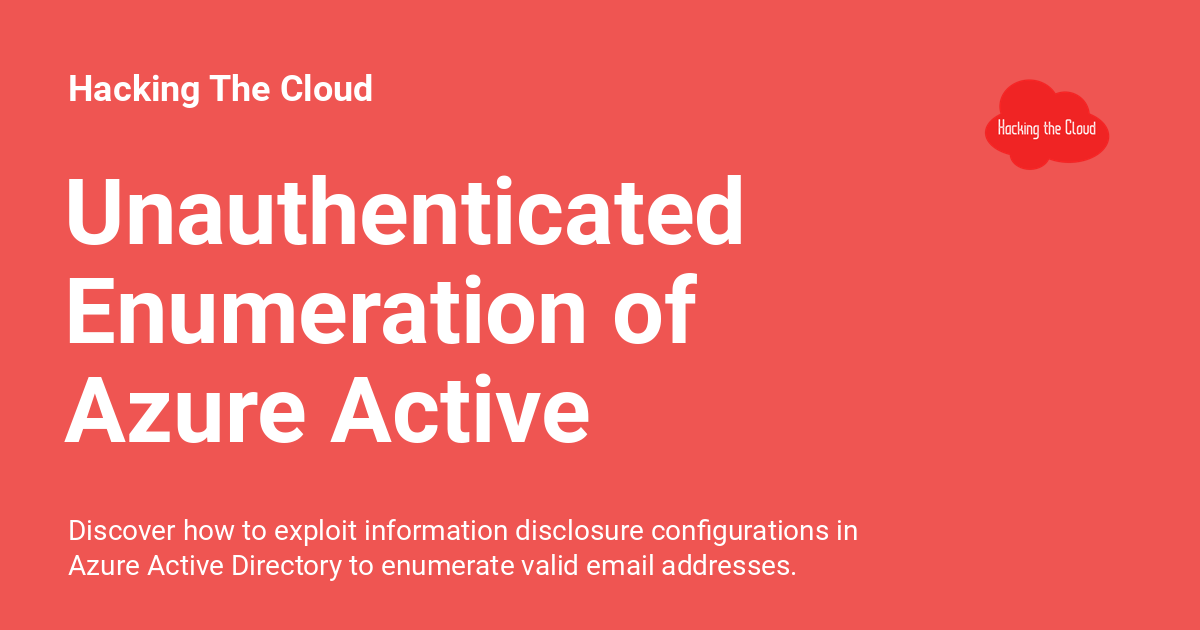 Hacking The Cloud
Hacking the Cloud
Unauthenticated
Enumeration of
Azure Active
Discover how to exploit information disclosure configurations in
Azure Active Directory to enumerate valid email addresses.